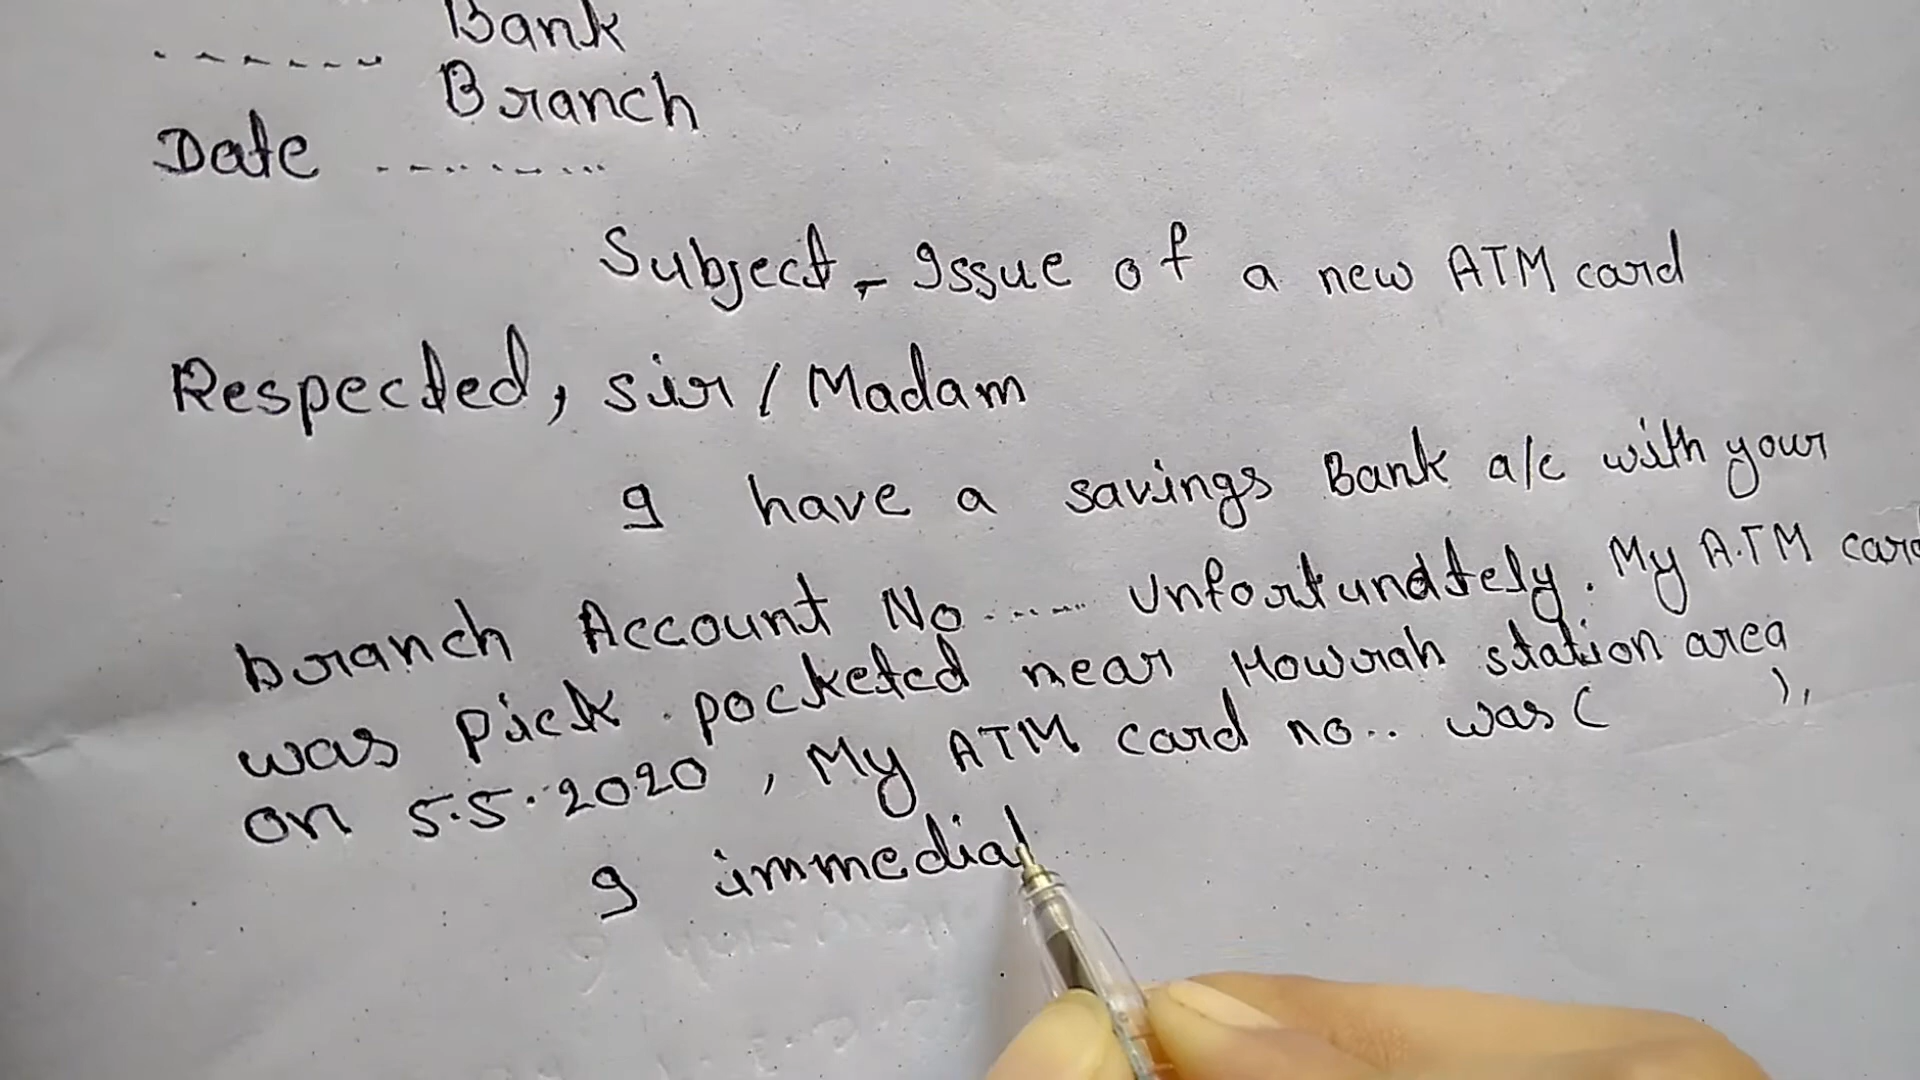 Bank
....... Branch
Date ..........
Subject - Issue of a new ATM card
Respected, sir / Madam
I have a savings Bank a/c with your
branch Account No...... Unfortundtely. My A.TM card
was pick.pocketed near Howrah station area
on 5.5.2020, My ATM card no.. was (          ),
I immediat